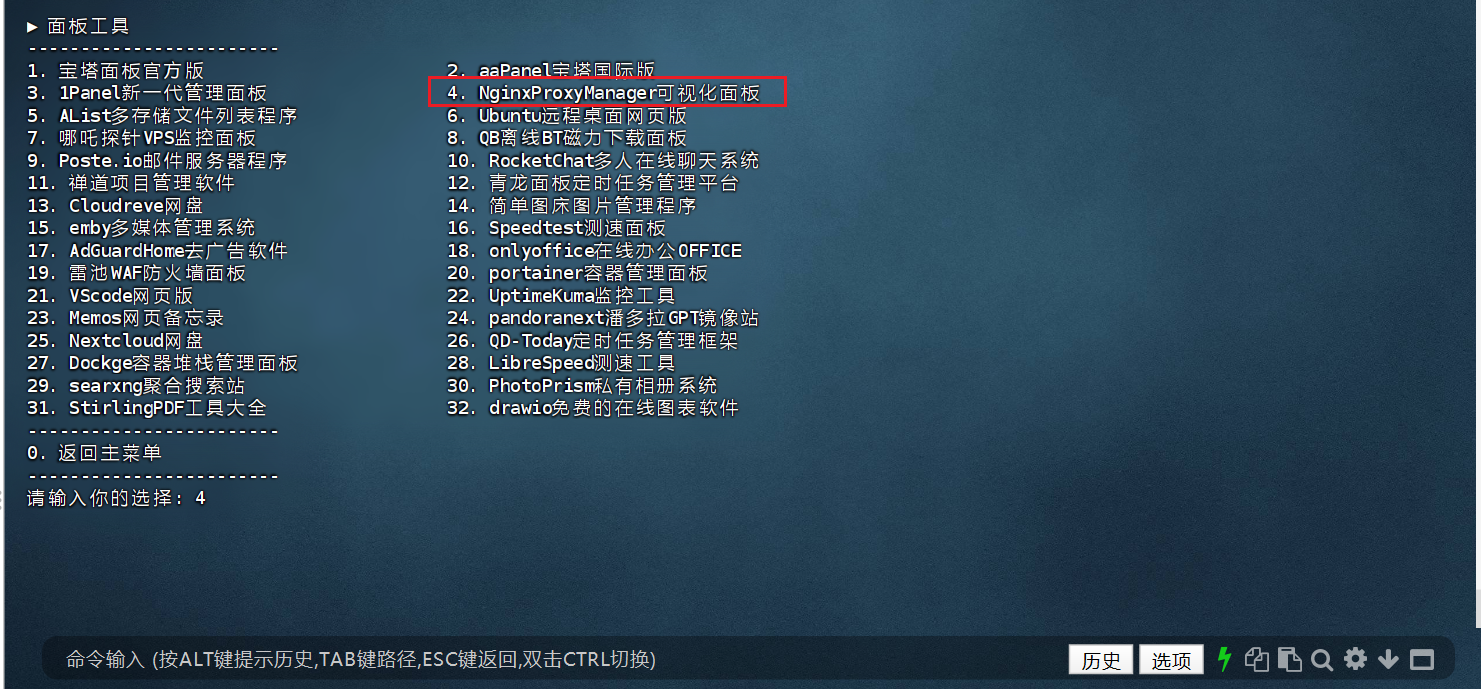 ▶ 面板工具
------------------------
1. 宝塔面板官方版 2. aaPanel宝塔国际版
3. 1Panel新一代管理面板 4. NginxProxyManager可视化面板
5. AList多存储文件列表程序 6. Ubuntu远程桌面网页版
7. 哪吒探针VPS监控面板 8. QB离线BT磁力下载面板
9. Poste.io邮件服务器程序 10. RocketChat多人在线聊天系统
11. 禅道项目管理软件 12. 青龙面板定时任务管理平台
13. Cloudreve网盘 14. 简单图床图片管理程序
15. emby多媒体管理系统 16. Speedtest测速面板
17. AdGuardHome去广告软件 18. onlyoffice在线办公OFFICE
19. 雷池WAF防火墙面板 20. portainer容器管理面板
21. VScode网页版 22. UptimeKuma监控工具
23. Memos网页备忘录 24. pandoranext潘多拉GPT镜像站
25. Nextcloud网盘 26. QD-Today定时任务管理框架
27. Dockge容器堆栈管理面板 28. LibreSpeed测速工具
29. searxng聚合搜索站 30. PhotoPrism私有相册系统
31. StirlingPDF工具大全 32. drawio免费的在线图表软件
------------------------
0. 返回主菜单
------------------------
请输入你的选择: 4
命令输入 (按ALT键提示历史,TAB键路径,ESC键返回,双击CTRL切换) 历史 选项